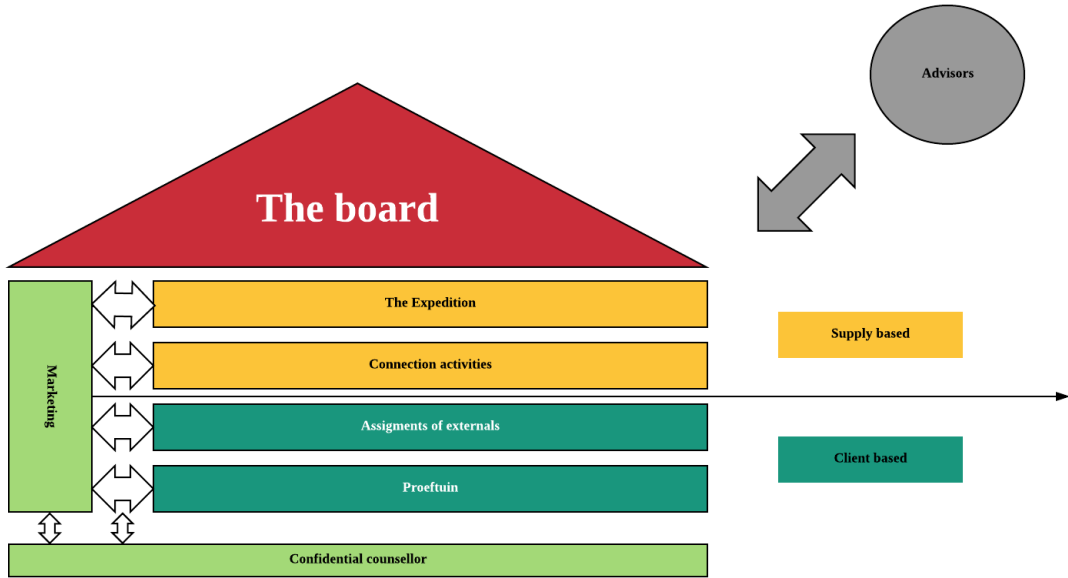 Advisors
The board
The Expedition
Supply based
Connection activities
Marketing
Assigments of externals
Client based
Proeftuin
Confidential counsellor